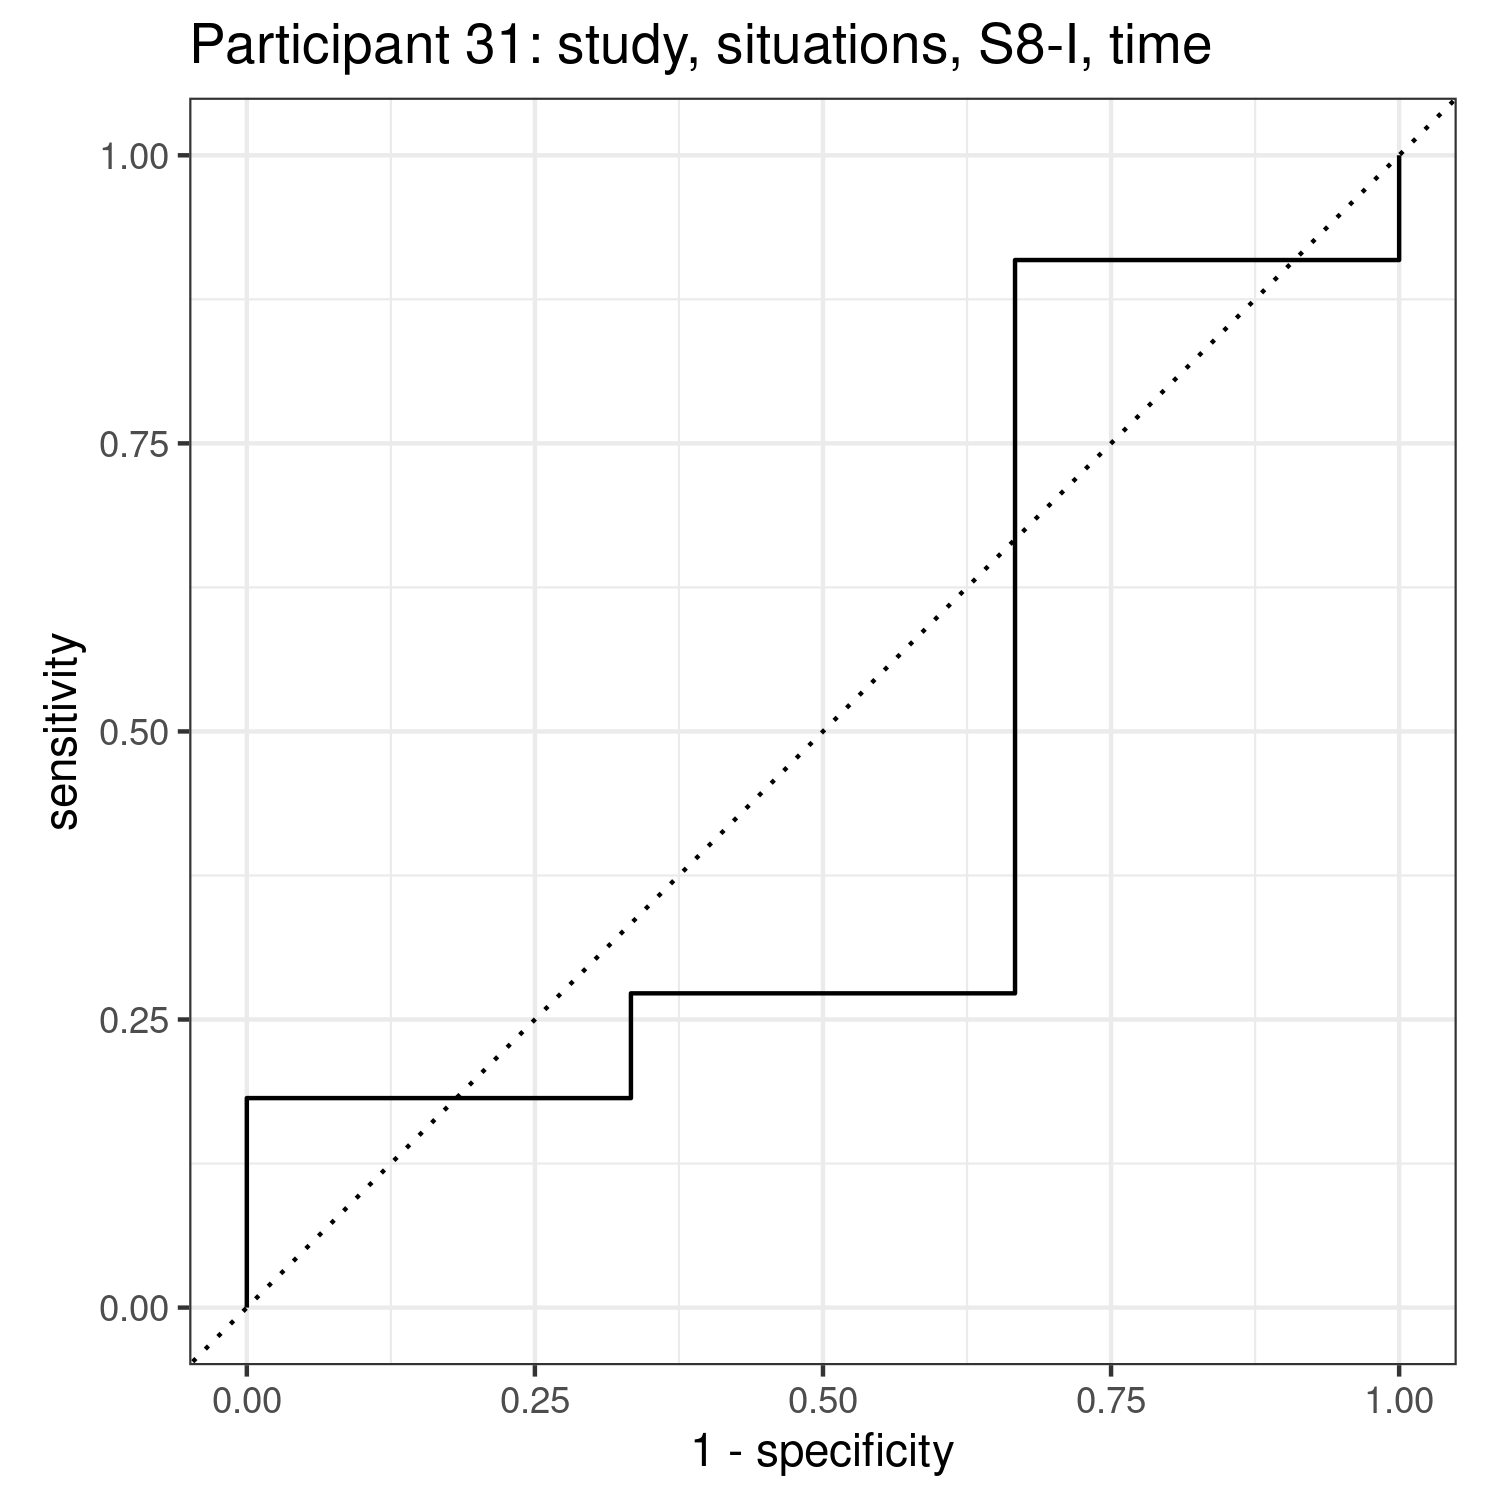 Participant 31: study, situations, S8-I, time
1.00
0.75
0.50
0.25
0.00
sensitivity
0.00 0.25 0.50 0.75 1.00
1 - specificity